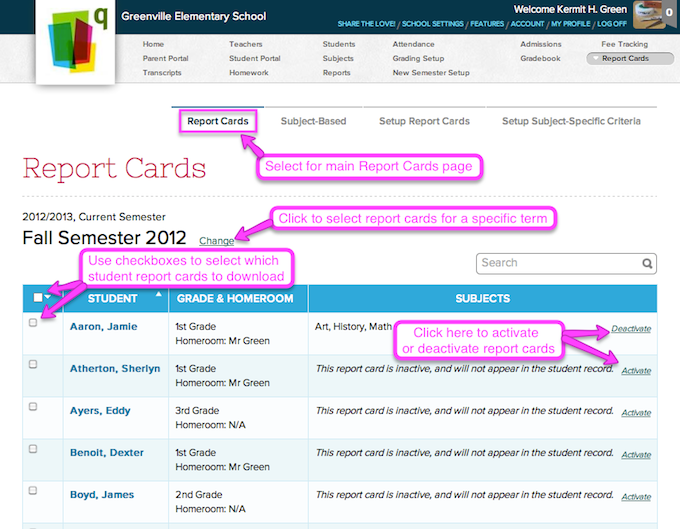 q
Greenville Elementary School
Welcome Kermit H. Green
0
SHARE THE LOVE! / SCHOOL SETTINGS / FEATURES / ACCOUNT / MY PROFILE / LOG OFF
Home Teachers Students Attendance Admissions Fee Tracking
Parent Portal Student Portal Subjects Grading Setup Gradebook Report Cards
Transcripts Homework Reports New Semester Setup
Report Cards Subject-Based Setup Report Cards Setup Subject-Specific Criteria
Select for main Report Cards page
Report Cards
2012/2013, Current Semester
Click to select report cards for a specific term
Fall Semester 2012 Change
Use checkboxes to select which
student report cards to download
Search
STUDENT GRADE & HOMEROOM SUBJECTS
Aaron, Jamie 1st Grade Art, History, Math Deactivate
Homeroom: Mr Green
Click here to activate
or deactivate report cards
Atherton, Sherlyn 1st Grade This report card is inactive, and will not appear in the student record. Activate
Homeroom: Mr Green
Ayers, Eddy 3rd Grade This report card is inactive, and will not appear in the student record. Activate
Homeroom: N/A
Benoit, Dexter 1st Grade This report card is inactive, and will not appear in the student record. Activate
Homeroom: Mr Green
Boyd, James 2nd Grade This report card is inactive, and will not appear in the student record. Activate
Homeroom: N/A